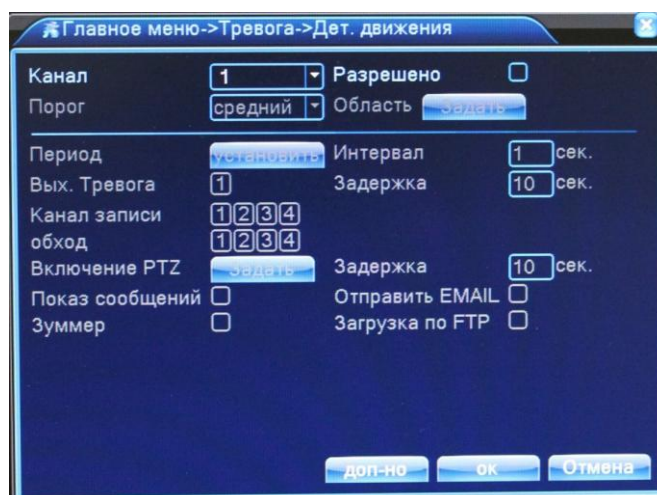 Главное меню->Тревога->Дет. движения
Канал 1 Разрешено
Порог средний Область Задать
Период установить Интервал 1 сек.
Вых. Тревога 1 Задержка 10 сек.
Канал записи 1 2 3 4
обход 1 2 3 4
Включение PTZ Задать Задержка 10 сек.
Показ сообщений Отправить EMAIL
Зуммер Загрузка по FTP
доп-но ок Отмена